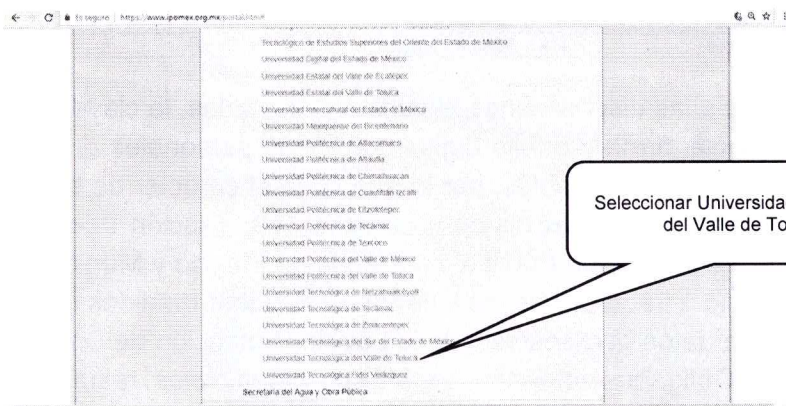 Es seguro | https://www.ipomex.org.mx
Tecnológico de Estudios Superiores del Oriente del Estado de México
Universidad Digital del Estado de México
Universidad Estatal del Valle de Ecatepec
Universidad Estatal del Valle de Toluca
Universidad Intercultural del Estado de México
Universidad Mexiquense del Bicentenario
Universidad Politécnica de Atlacomulco
Universidad Politécnica de Atlautla
Universidad Politécnica de Chimalhuacán
Universidad Politécnica de Cuautitlán Izcalli
Universidad Politécnica de Otzolotepec
Universidad Politécnica de Tecámac
Universidad Politécnica de Texcoco
Universidad Politécnica del Valle de México
Universidad Politécnica del Valle de Toluca
Universidad Tecnológica de Nezahualcóyotl
Universidad Tecnológica de Tecámac
Universidad Tecnológica de Zinacantepec
Universidad Tecnológica del Sur del Estado de México
Universidad Tecnológica del Valle de Toluca
Universidad Tecnológica Fidel Velázquez
Secretaría del Agua y Obra Pública
Seleccionar Universida
del Valle de To